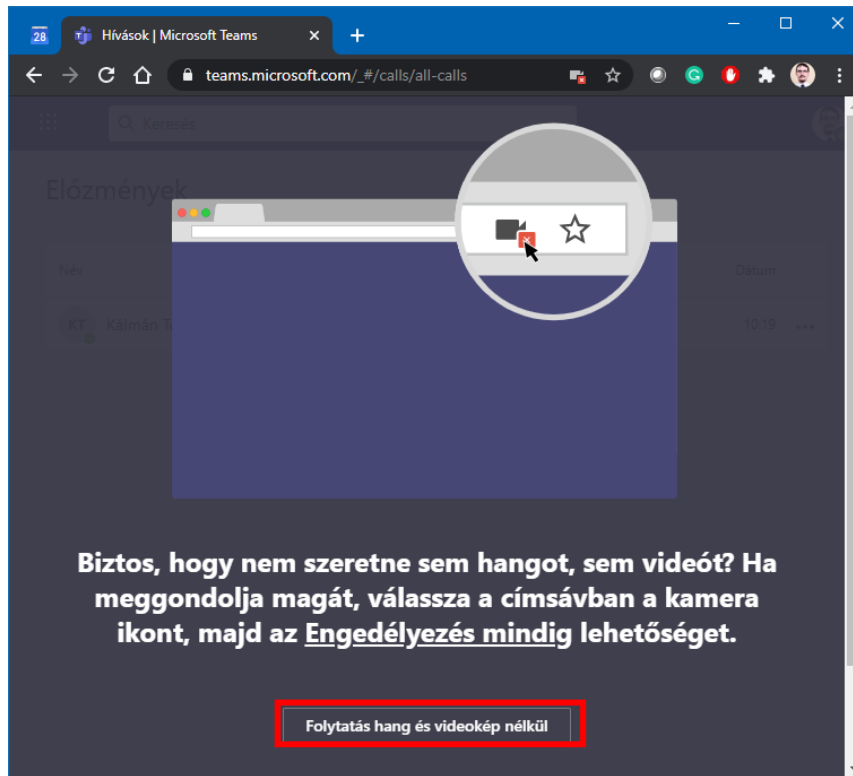 28
Hívások | Microsoft Teams
teams.microsoft.com/_#/calls/all-calls
Keresés
Előzmények
Név
Dátum
KT
Kálmán
10:19
Biztos, hogy nem szeretne sem hangot, sem videót? Ha
meggondolja magát, válassza a címsávban a kamera
ikont, majd az Engedélyezés mindig lehetőséget.
Folytatás hang és videokép nélkül